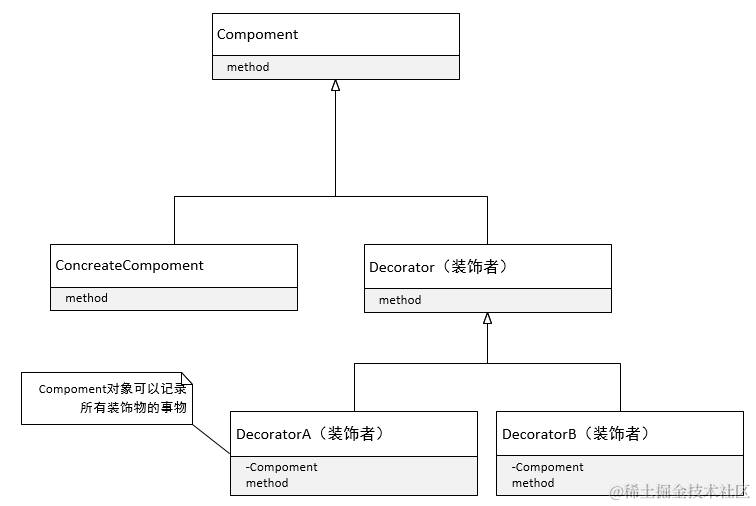 Compoment
method
ConcreateCompoment
method
Decorator（装饰者）
method
Compoment对象可以记录
所有装饰物的事物
DecoratorA（装饰者）
-Compoment
method
DecoratorB（装饰者）
-Compoment
method
@稀土掘金技术社区